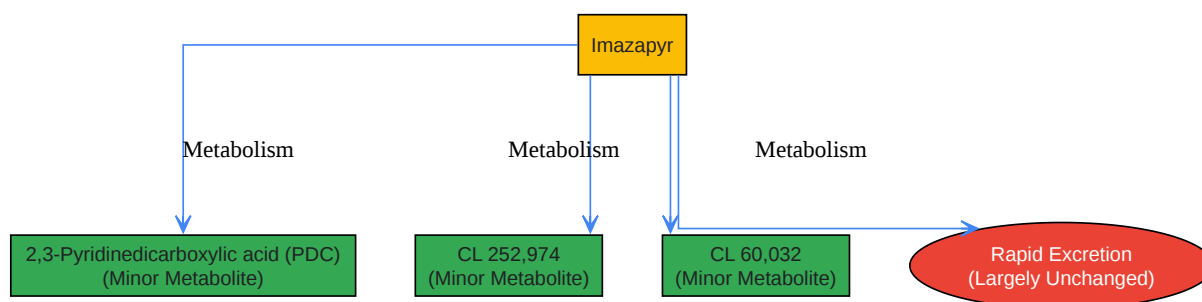 Imazapyr
Metabolism
Metabolism
Metabolism
2,3-Pyridinedicarboxylic acid (PDC)
(Minor Metabolite)
CL 252,974
(Minor Metabolite)
CL 60,032
(Minor Metabolite)
Rapid Excretion
(Largely Unchanged)